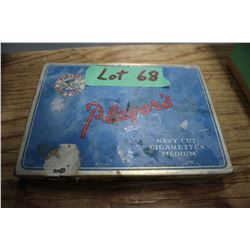 Lot 68
Player's
NAVY CUT
CIGARETTES
MEDIUM